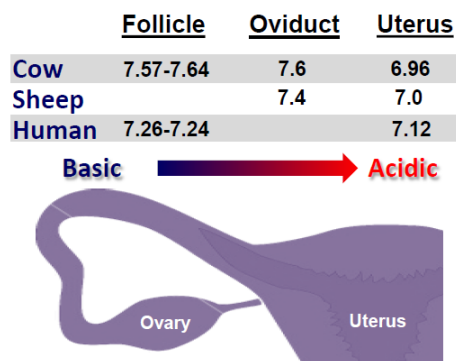 Follicle Oviduct Uterus
Cow 7.57-7.64 7.6 6.96
Sheep 7.4 7.0
Human 7.26-7.24 7.12
Basic Acidic
Ovary Uterus